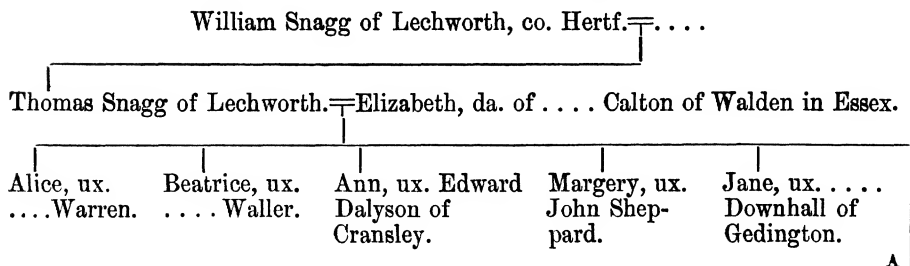 William Snagg of Lechworth, co. Hertf.=. . . .
Thomas Snagg of Lechworth.=Elizabeth, da. of . . . . Calton of Walden in Essex.
Alice, ux. Beatrice, ux. Ann, ux. Edward Margery, ux. Jane, ux. . . . .
. . . .Warren. . . . . Waller. Dalyson of John Shep- Downhall of
Cransley. pard. Gedington.
A